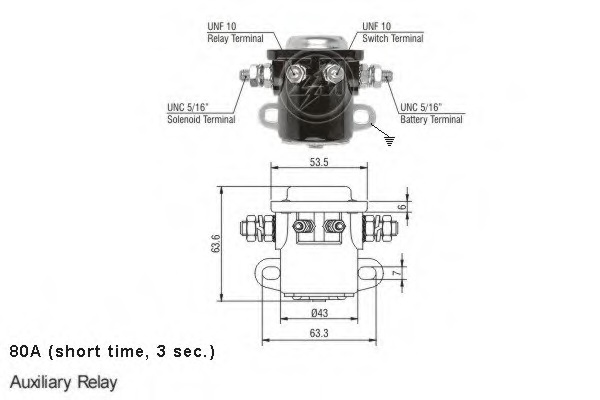 UNF 10
Relay Terminal
UNF 10
Switch Terminal
UNC 5/16"
Solenoid Terminal
UNC 5/16"
Battery Terminal
53.5
6
63.6
7
Ø43
63.3
80A (short time, 3 sec.)
Auxiliary Relay